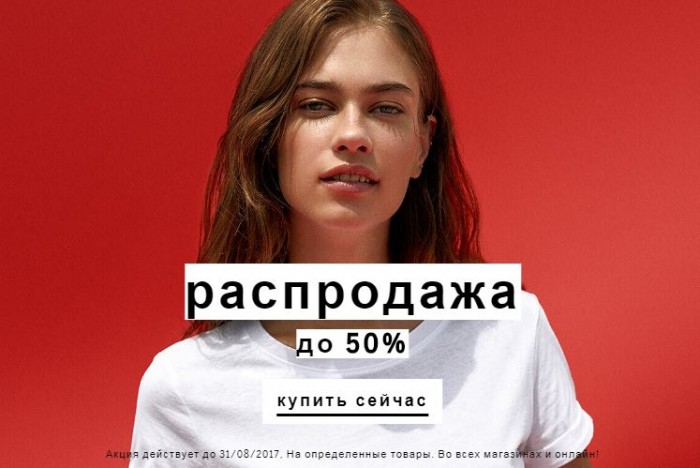 распродажа
до 50%
купить сейчас
Акция действует до 31/08/2017. На определенные товары. Во всех магазинах и онлайн!